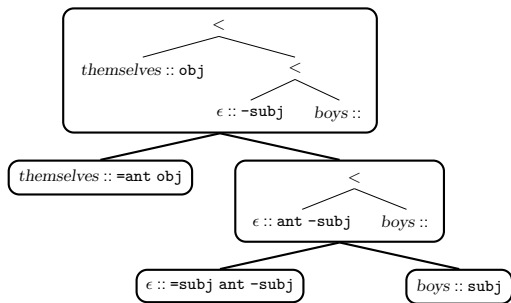 <
themselves :: obj
<
ϵ :: -subj boys ::
themselves :: =ant obj
<
ϵ :: ant -subj boys ::
ϵ :: =subj ant -subj boys :: subj